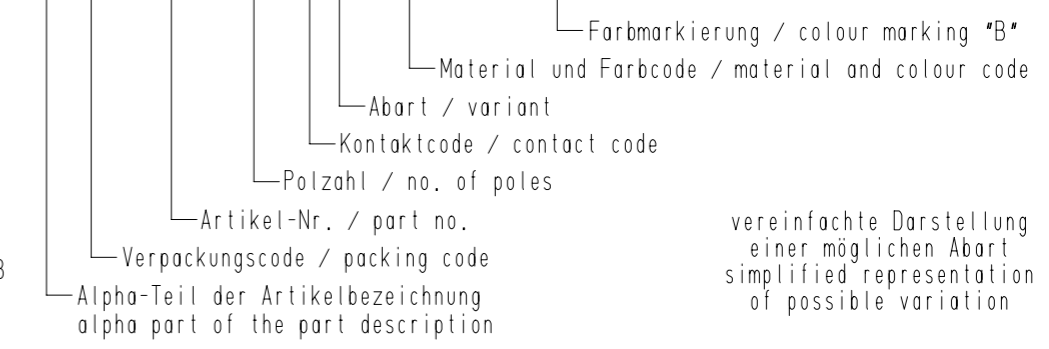 Farbmarkierung / colour marking "B"
Material und Farbcode / material and colour code
Abart / variant
Kontaktcode / contact code
Polzahl / no. of poles
Artikel-Nr. / part no.
Verpackungscode / packing code
Alpha-Teil der Artikelbezeichnung
alpha part of the part description
vereinfachte Darstellung
einer möglichen Abart
simplified representation
of possible variation